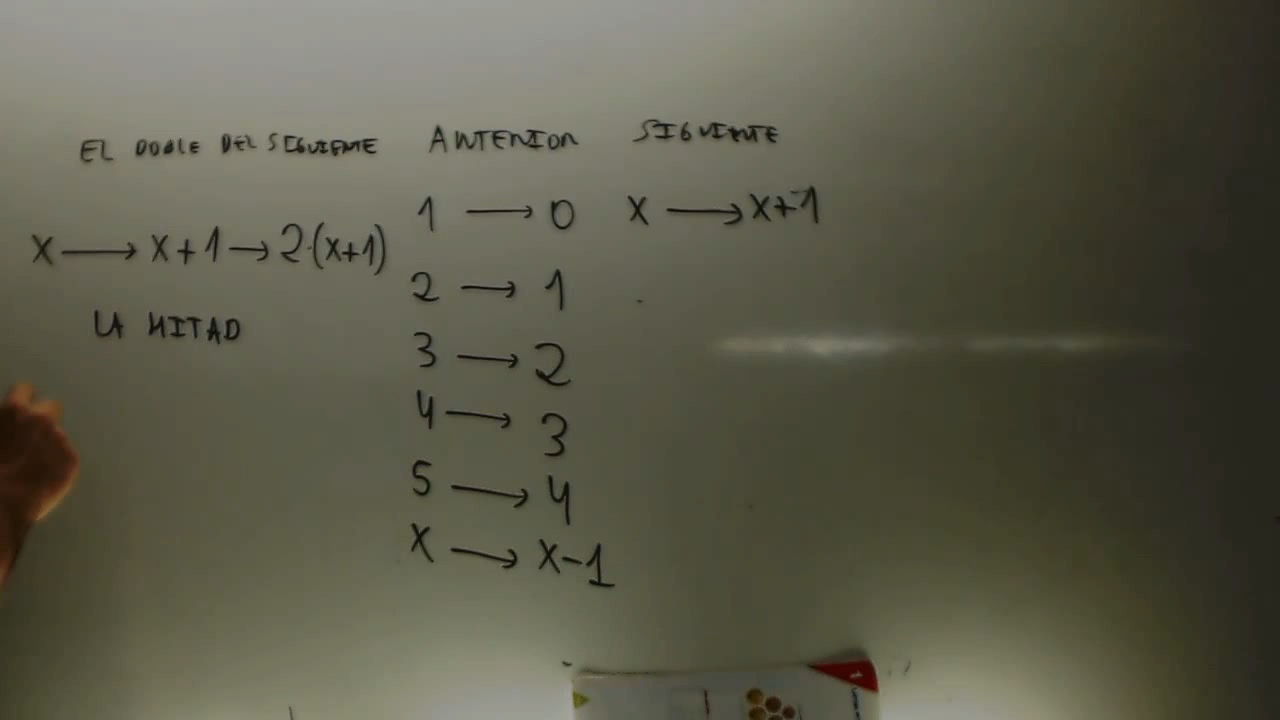 EL DOBLE DEL SIGUIENTE
X → X+1 → 2·(X+1)
LA MITAD
ANTERIOR
1 → 0
2 → 1
3 → 2
4 → 3
5 → 4
X → X-1
SIGUIENTE
X → X+1
1